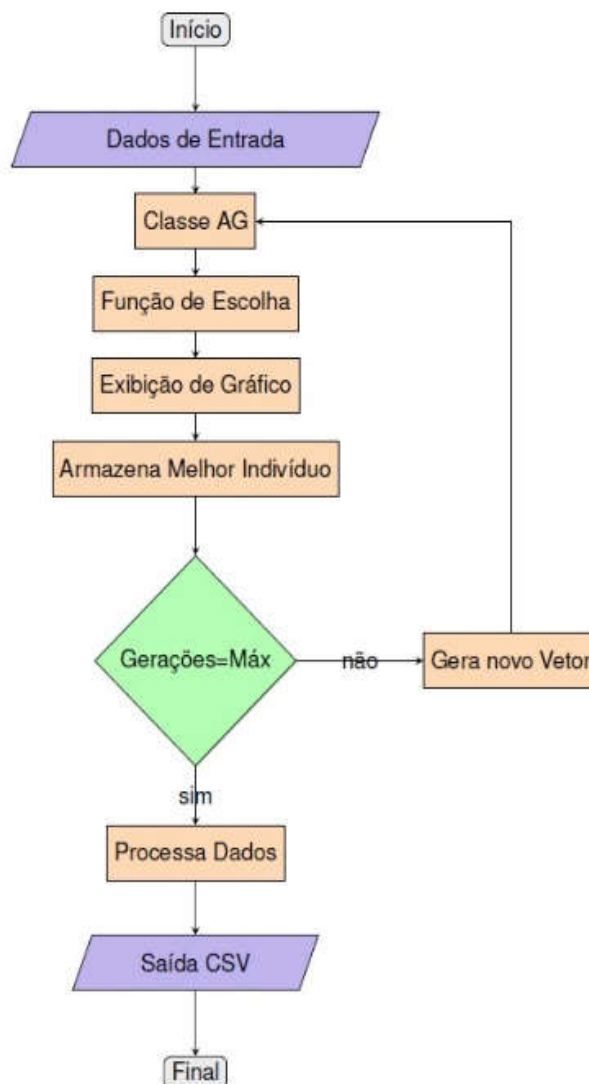 Início
Dados de Entrada
Classe AG
Função de Escolha
Exibição de Gráfico
Armazena Melhor Indivíduo
Gerações=Máx
não
Gera novo Vetor
sim
Processa Dados
Saída CSV
Final